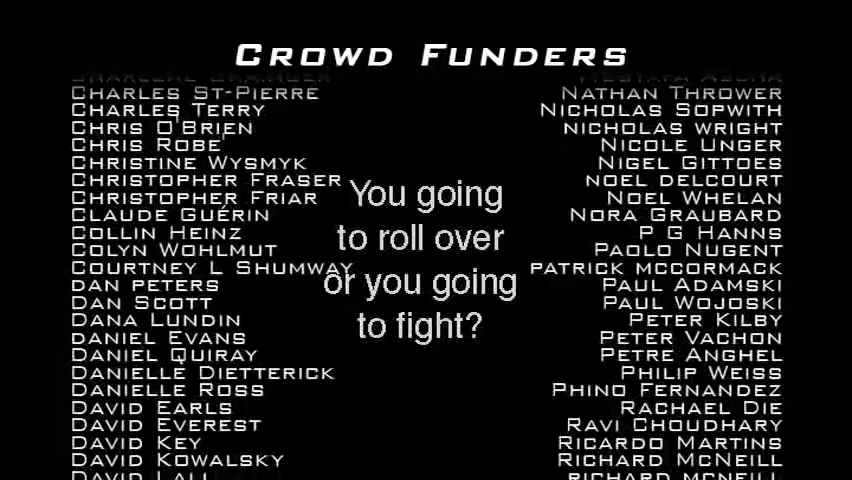 Crowd Funders
Charles St-Pierre
Charles Terry
Chris O'Brien
Chris Robe'
Christine Wysmyk
Christopher Fraser
Christopher Friar
Claude Guérin
Collin Heinz
Colyn Wohlmut
Courtney L Shumway
dan peters
Dan Scott
Dana Lundin
Daniel Evans
Daniel Quiray
Danielle Dietterick
Danielle Ross
David Earls
David Everest
David Key
David Kowalsky
David Lall
You going
to roll over
or you going
to fight?
Nathan Thrower
Nicholas Sopwith
nicholas wright
Nicole Unger
Nigel Gittoes
noel delcourt
Noel Whelan
Nora Graubard
P G Hanns
Paolo Nugent
patrick mccormack
Paul Adamski
Paul Wojoski
Peter Kilby
Peter Vachon
Petre Anghel
Philip Weiss
Phino Fernandez
Rachael Die
Ravi Choudhary
Ricardo Martins
Richard McNeill
richard mcneill